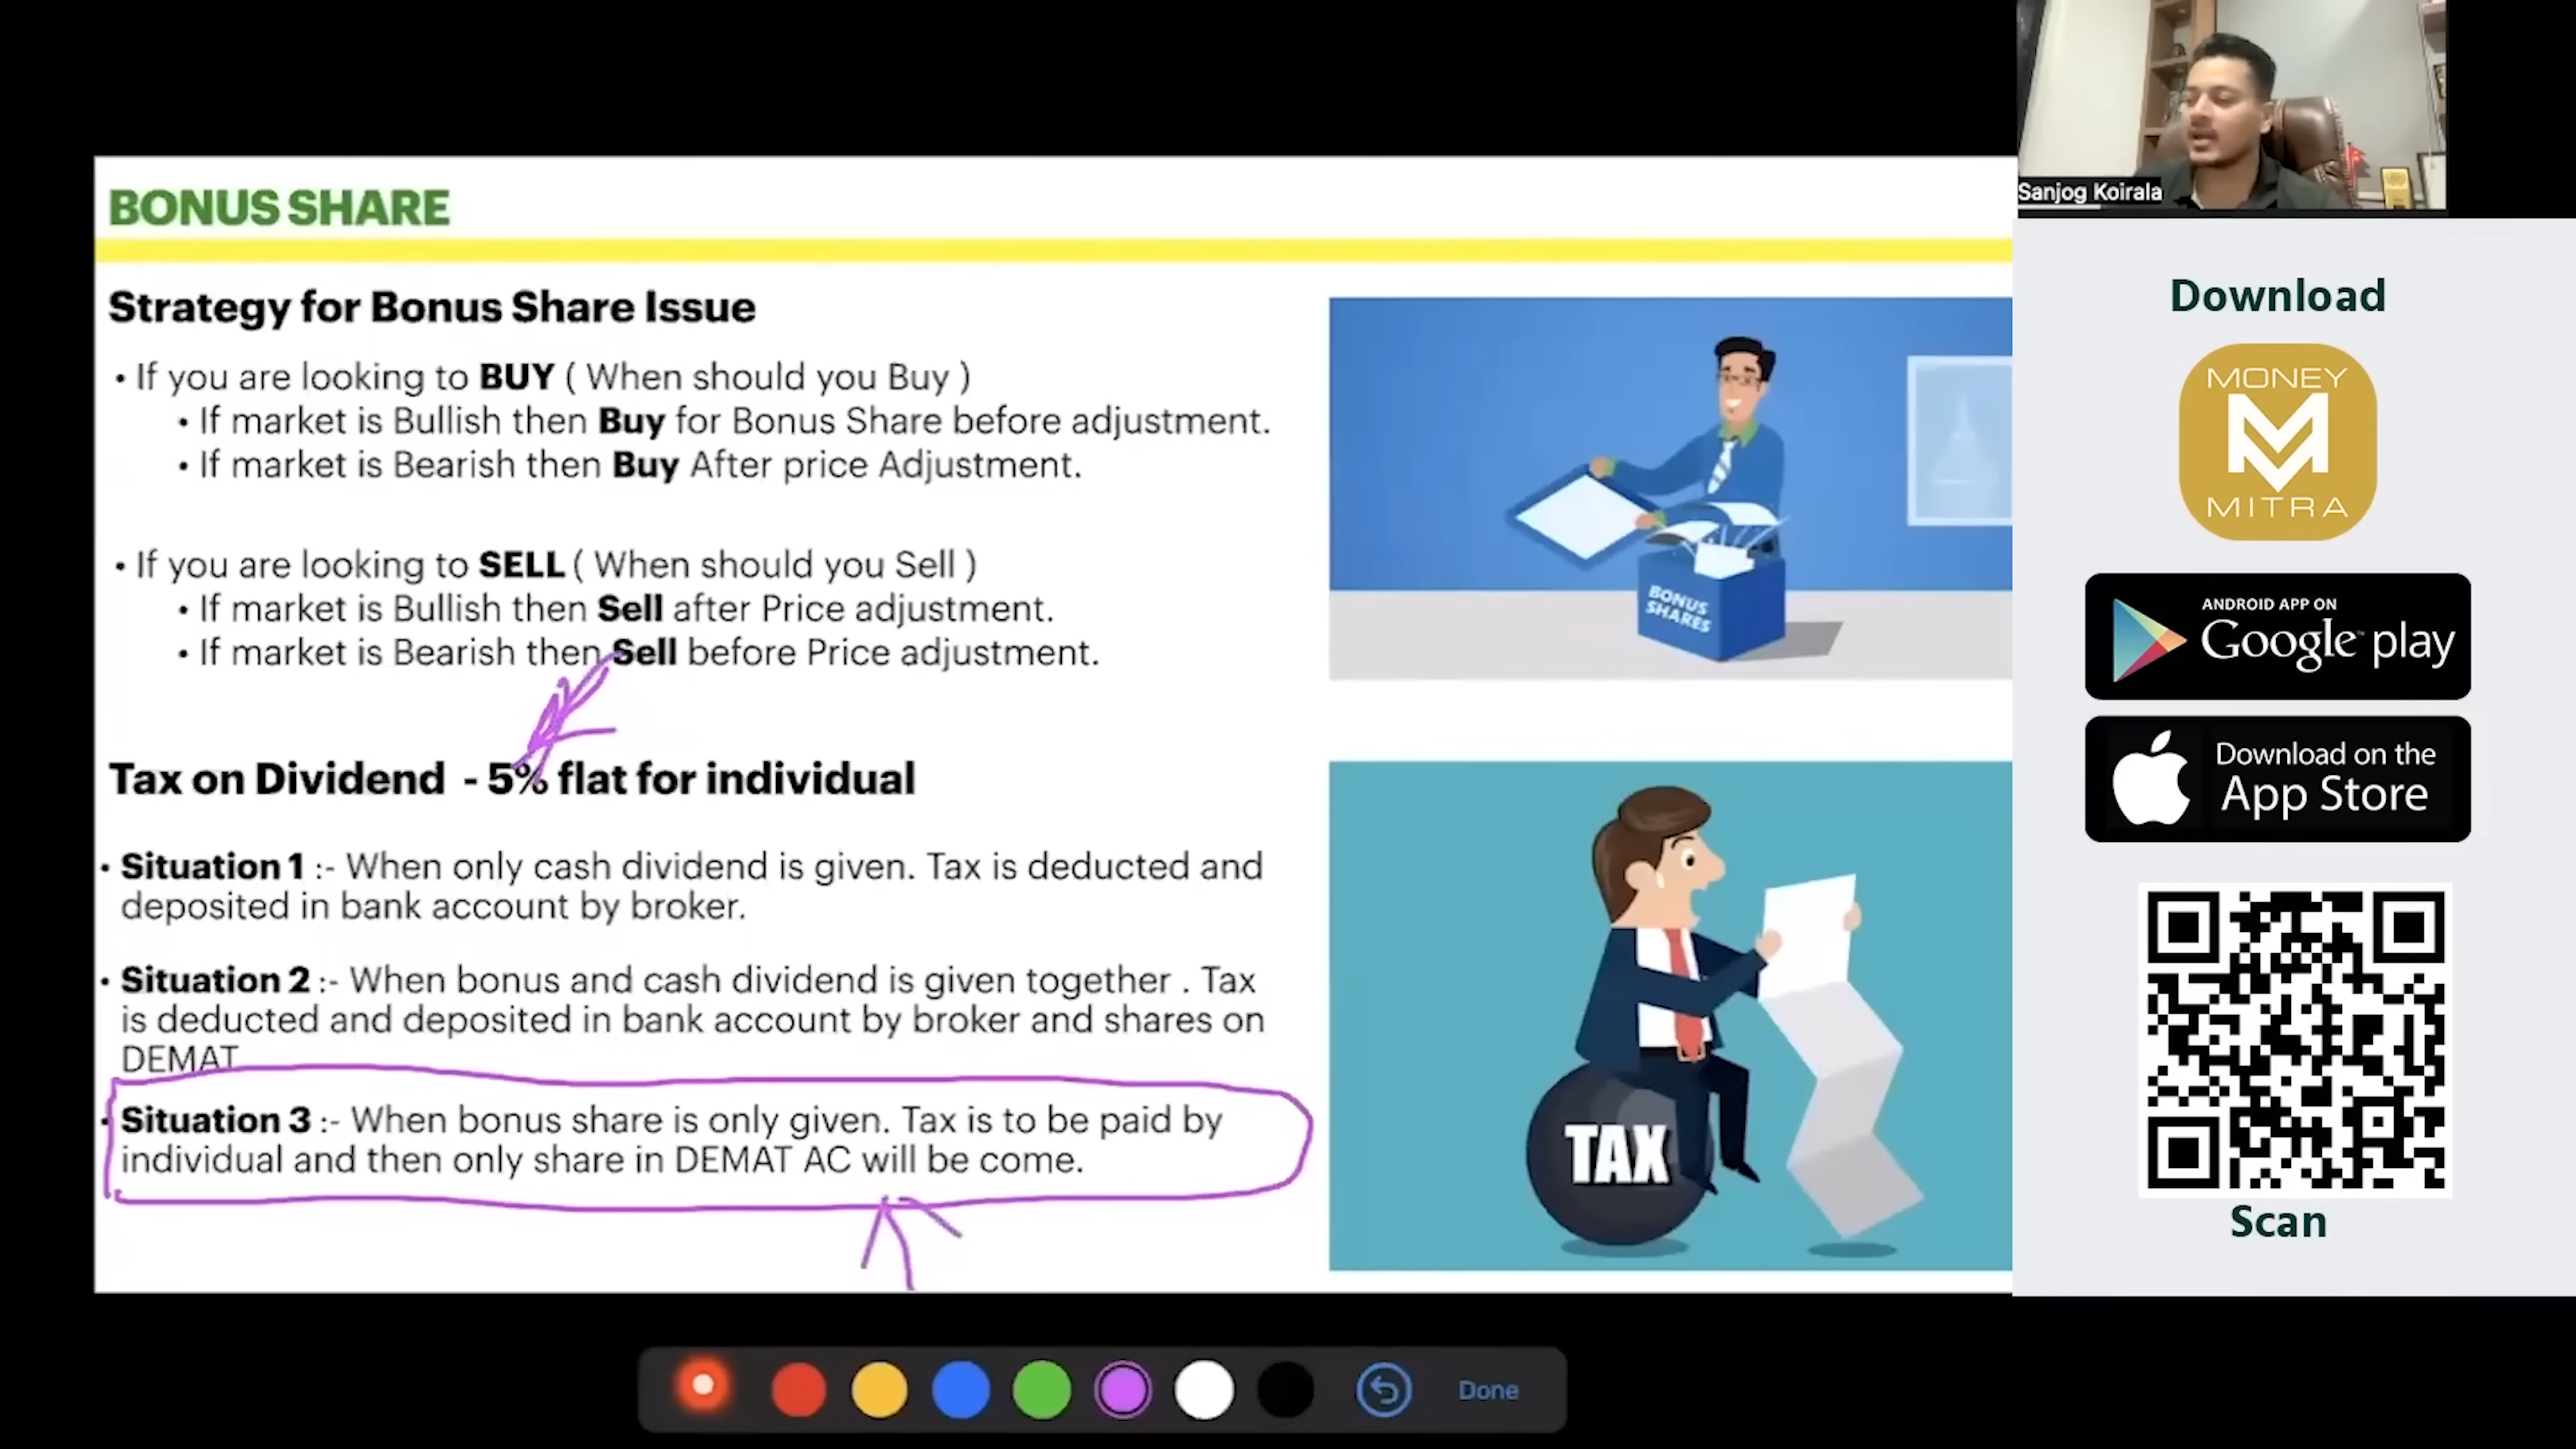 BONUS SHARE
Strategy for Bonus Share Issue
• If you are looking to BUY ( When should you Buy )
• If market is Bullish then Buy for Bonus Share before adjustment.
• If market is Bearish then Buy After price Adjustment.
• If you are looking to SELL ( When should you Sell )
• If market is Bullish then Sell after Price adjustment.
• If market is Bearish then Sell before Price adjustment.
Tax on Dividend - 5% flat for individual
• Situation 1 :- When only cash dividend is given. Tax is deducted and
deposited in bank account by broker.
• Situation 2 :- When bonus and cash dividend is given together . Tax
is deducted and deposited in bank account by broker and shares on
DEMAT
• Situation 3 :- When bonus share is only given. Tax is to be paid by
individual and then only share in DEMAT AC will be come.
BONUS
SHARES
TAX
Sanjog Koirala
Download
MONEY
M
MITRA
ANDROID APP ON
Google™ play
Download on the
App Store
Scan
Done